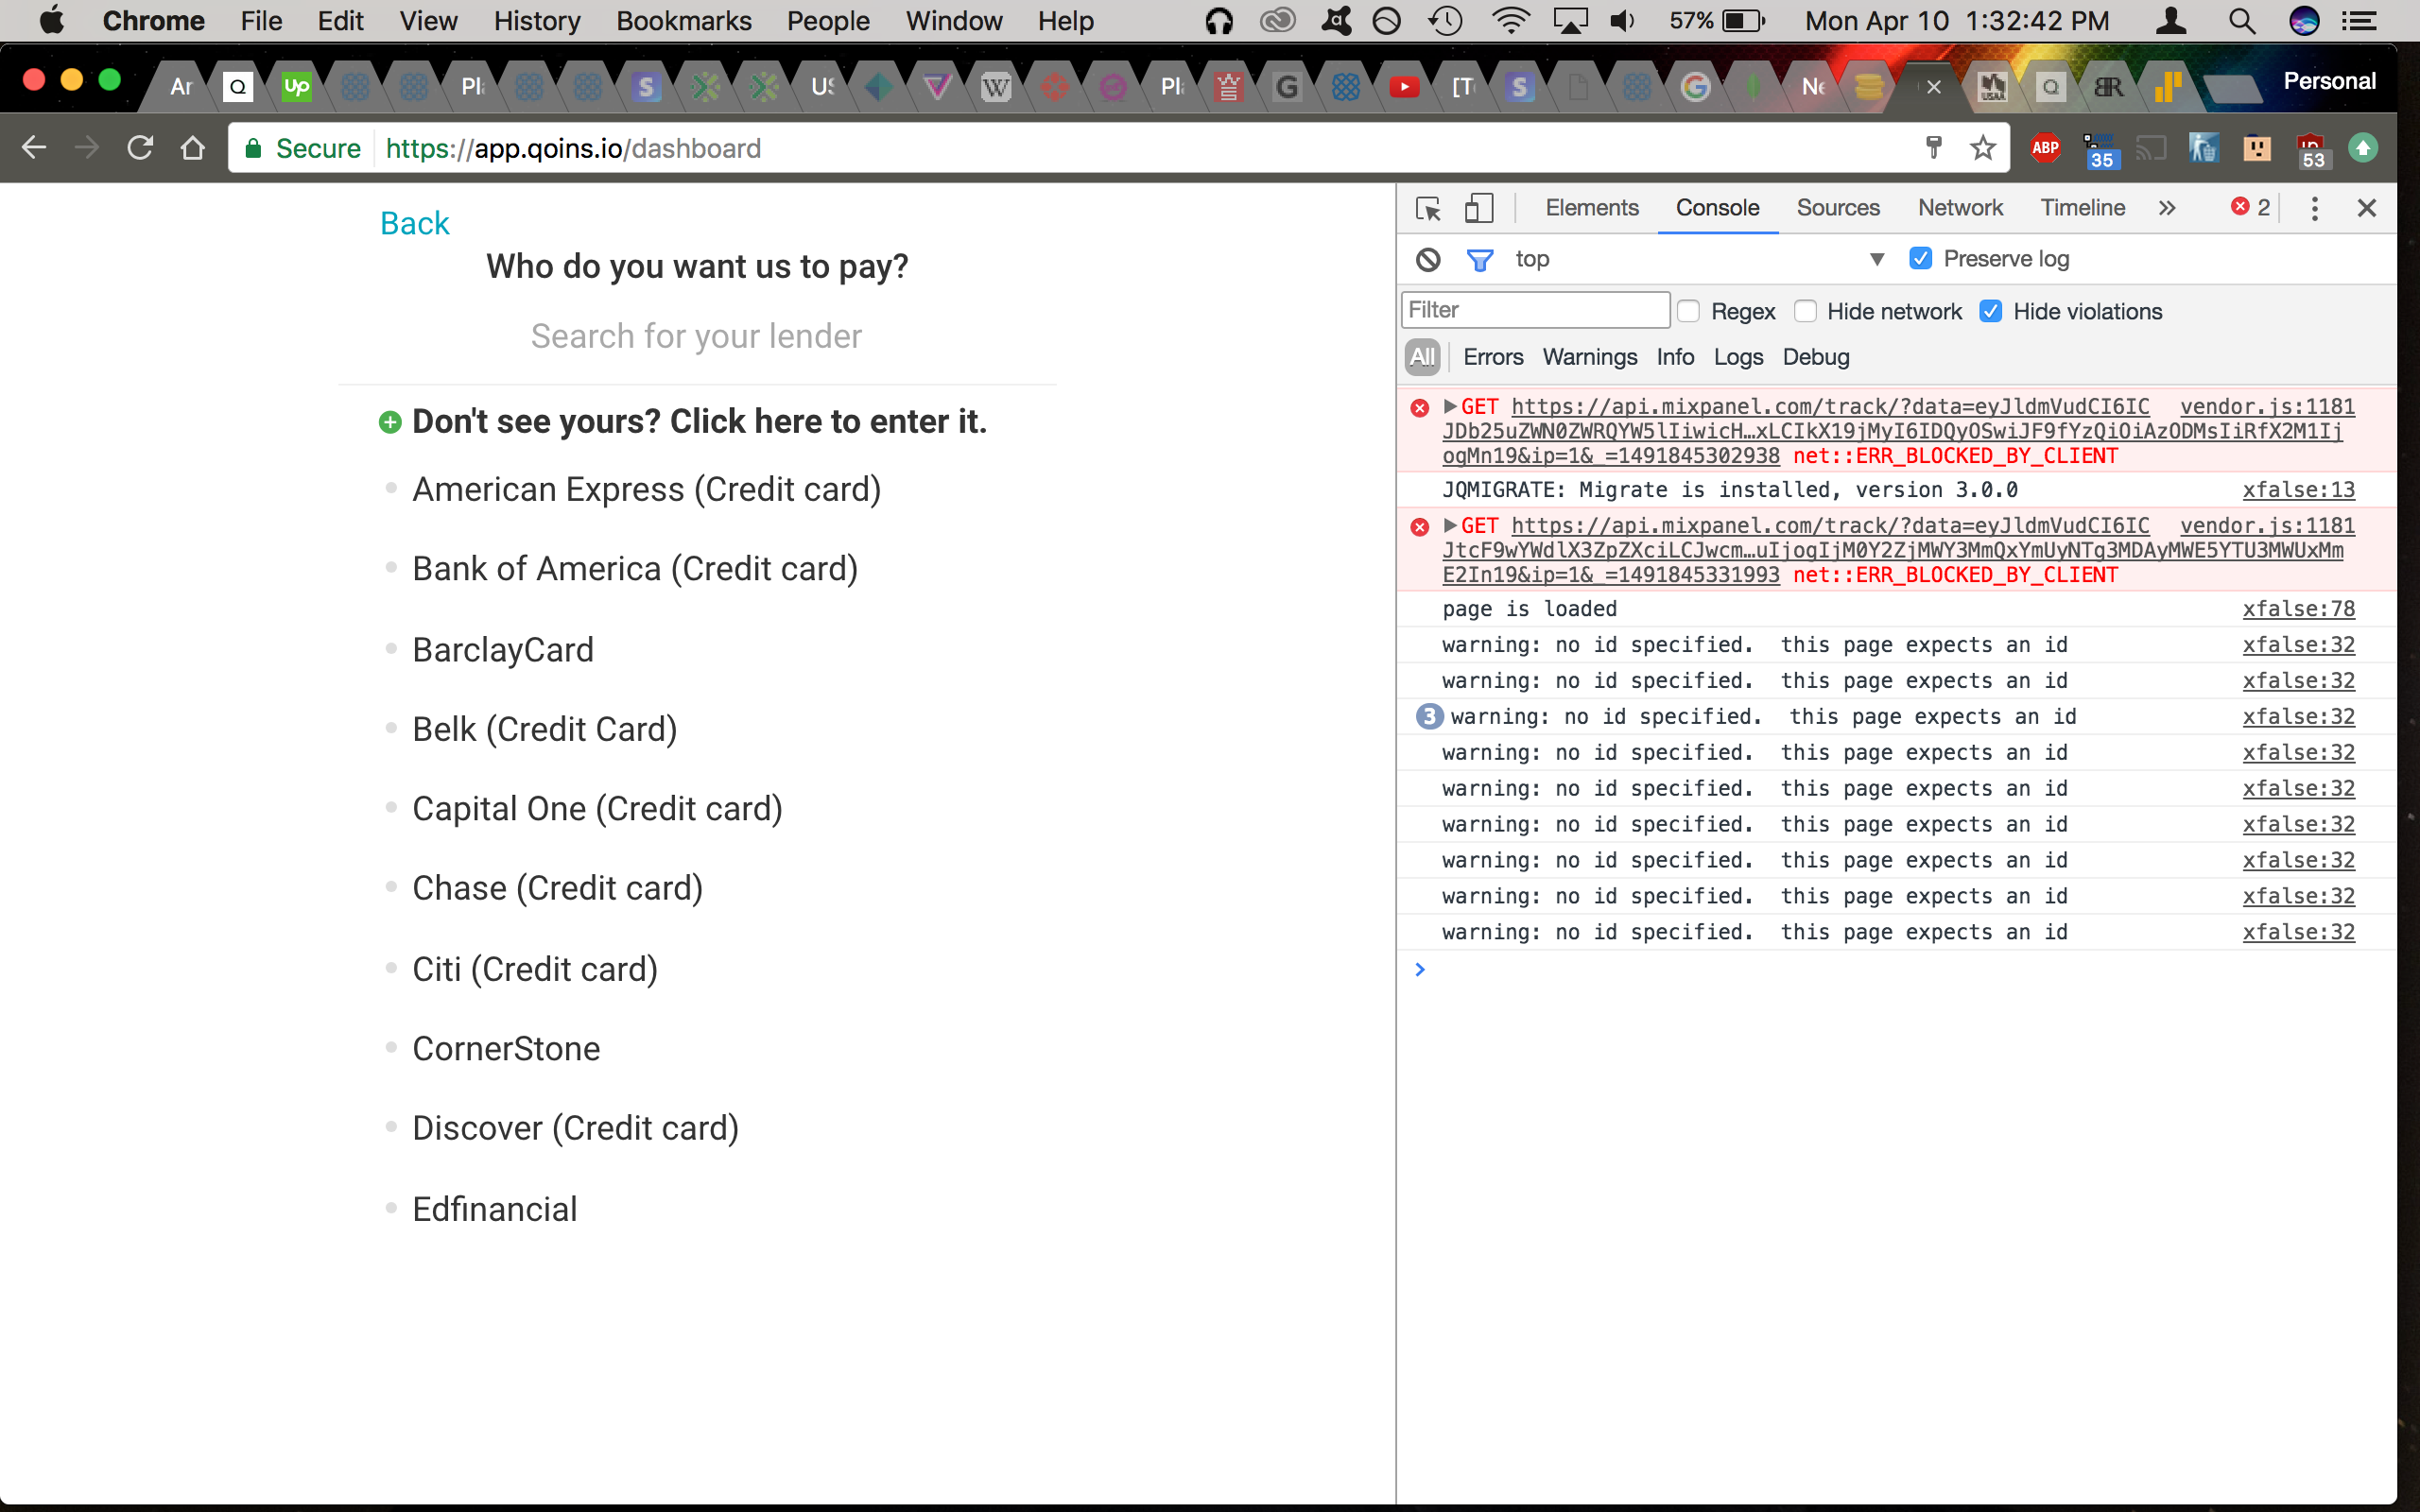 Chrome File Edit View History Bookmarks People Window Help 57% Mon Apr 10 1:32:42 PM
Ar Q Up Pl S US W Pl G [T S G Ne Q Personal
Secure https://app.qoins.io/dashboard ABP 35 53
Back
Who do you want us to pay?
Search for your lender
Don't see yours? Click here to enter it.
American Express (Credit card)
Bank of America (Credit card)
BarclayCard
Belk (Credit Card)
Capital One (Credit card)
Chase (Credit card)
Citi (Credit card)
CornerStone
Discover (Credit card)
Edfinancial
Elements Console Sources Network Timeline » 2
top Preserve log
Filter Regex Hide network Hide violations
All Errors Warnings Info Logs Debug
GET https://api.mixpanel.com/track/?data=eyJldmVudCI6IC vendor.js:1181
JDb25uZWN0ZWRQYW5lIiwicH…xLCIkX19jMyI6IDQyOSwiJF9fYzQiOiAzODMsIiRfX2M1Ij
ogMn19&ip=1&_=1491845302938 net::ERR_BLOCKED_BY_CLIENT
JQMIGRATE: Migrate is installed, version 3.0.0 xfalse:13
GET https://api.mixpanel.com/track/?data=eyJldmVudCI6IC vendor.js:1181
JtcF9wYWdlX3ZpZXciLCJwcm…uIjogIjM0Y2ZjMWY3MmQxYmUyNTg3MDAyMWE5YTU3MWUxMm
E2In19&ip=1&_=1491845331993 net::ERR_BLOCKED_BY_CLIENT
page is loaded xfalse:78
warning: no id specified. this page expects an id xfalse:32
warning: no id specified. this page expects an id xfalse:32
3 warning: no id specified. this page expects an id xfalse:32
warning: no id specified. this page expects an id xfalse:32
warning: no id specified. this page expects an id xfalse:32
warning: no id specified. this page expects an id xfalse:32
warning: no id specified. this page expects an id xfalse:32
warning: no id specified. this page expects an id xfalse:32
warning: no id specified. this page expects an id xfalse:32